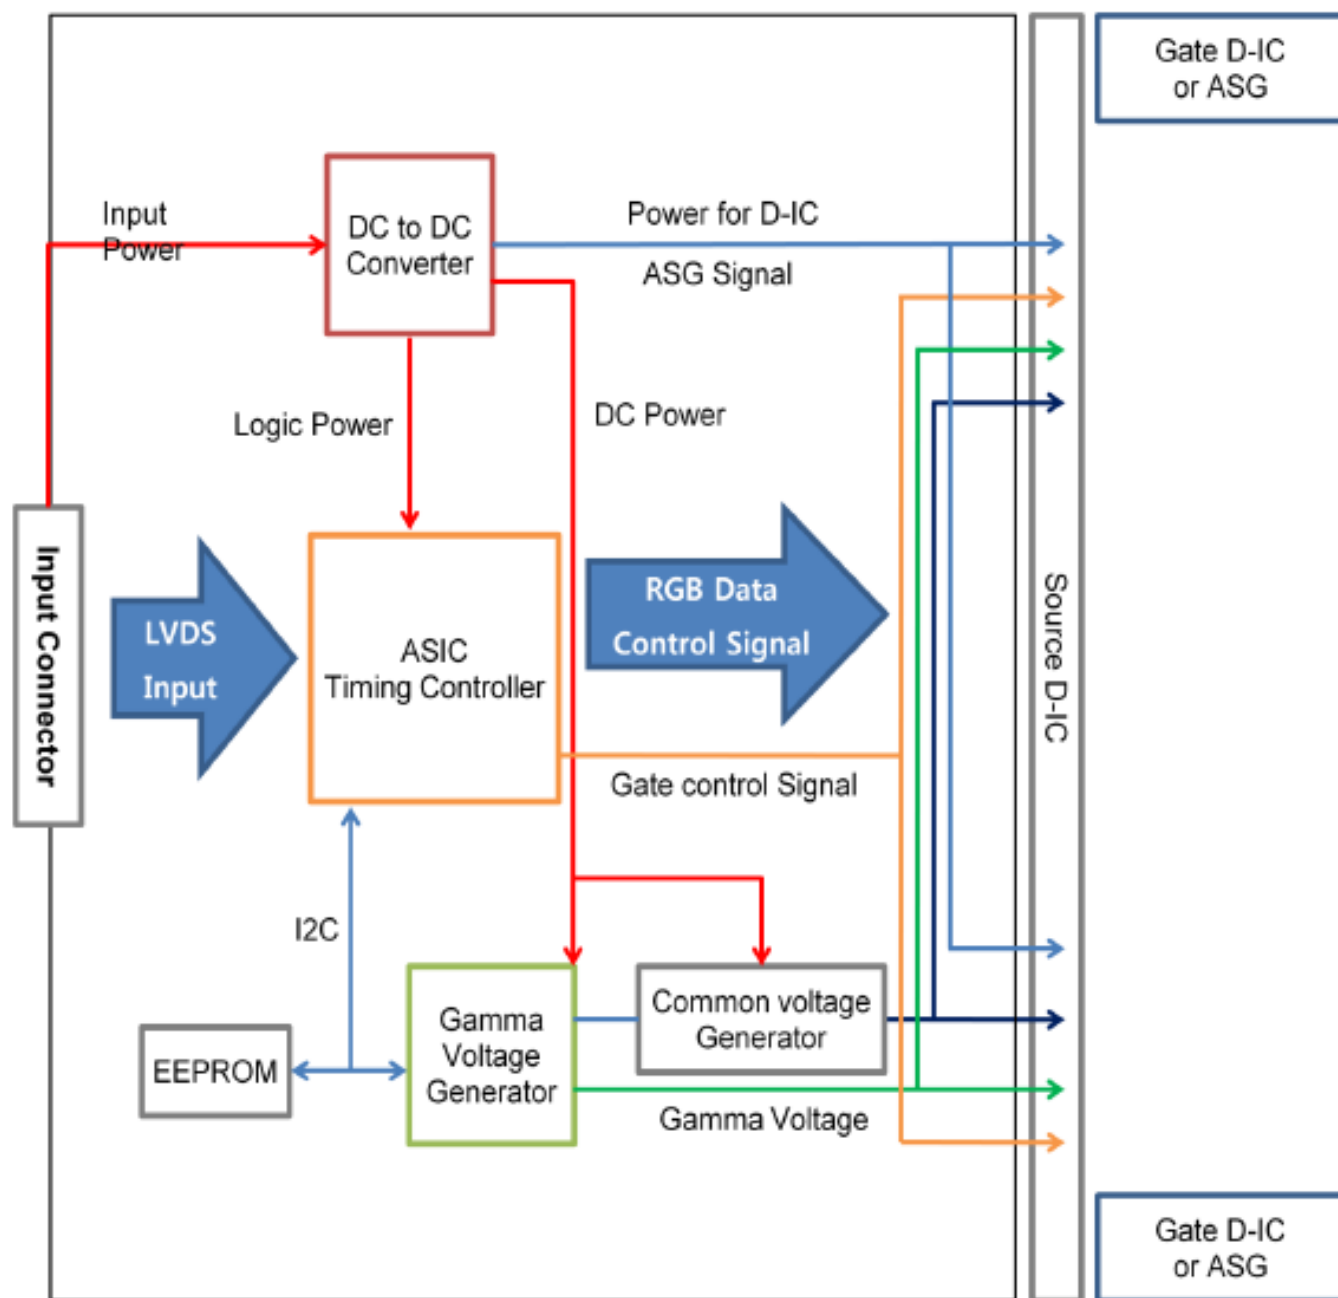 Gate D-IC
or ASG
Input
Power
DC to DC
Converter
Power for D-IC
ASG Signal
Logic Power
DC Power
Input Connector
LVDS
Input
ASIC
Timing Controller
RGB Data
Control Signal
Source D-IC
Gate control Signal
I2C
EEPROM
Gamma
Voltage
Generator
Common voltage
Generator
Gamma Voltage
Gate D-IC
or ASG